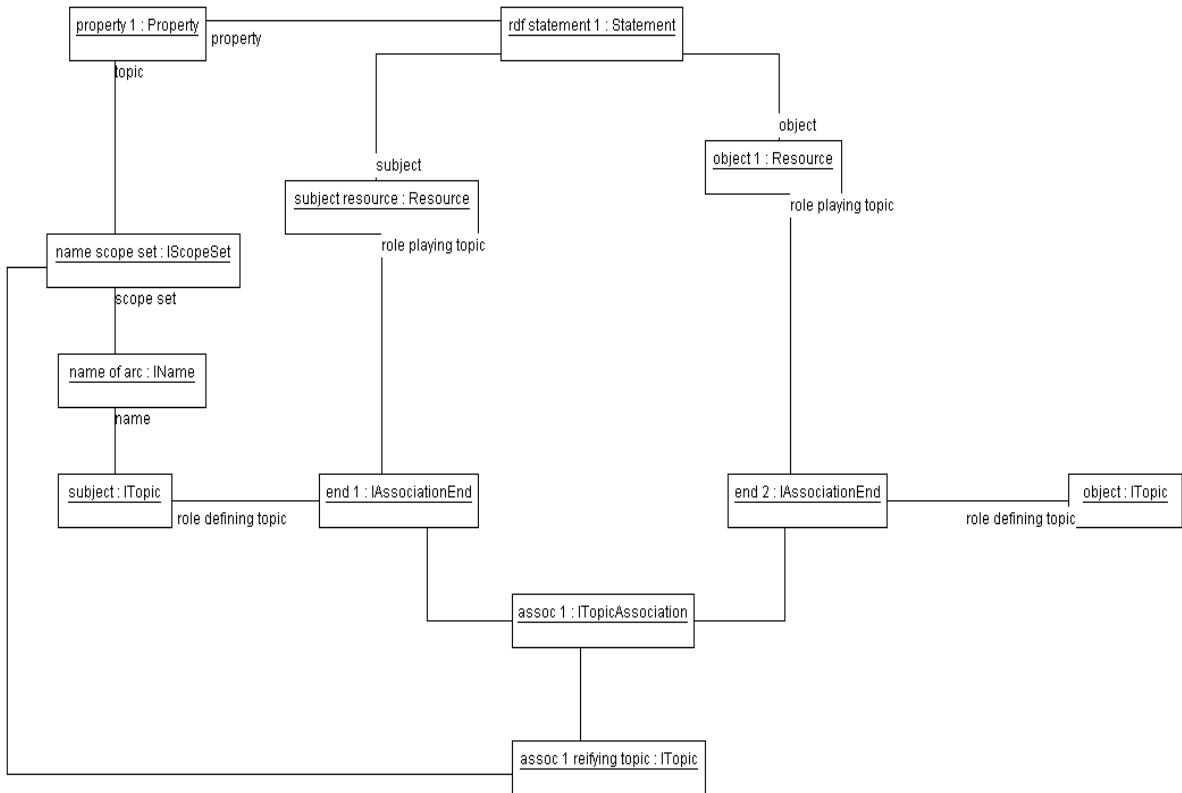 property 1 : Property
property
rdf statement 1 : Statement
topic
object
object 1 : Resource
subject
subject resource : Resource
role playing topic
role playing topic
name scope set : IScopeSet
scope set
name of arc : IName
name
subject : ITopic
role defining topic
end 1 : IAssociationEnd
end 2 : IAssociationEnd
role defining topic
object : ITopic
assoc 1 : ITopicAssociation
assoc 1 reifying topic : ITopic